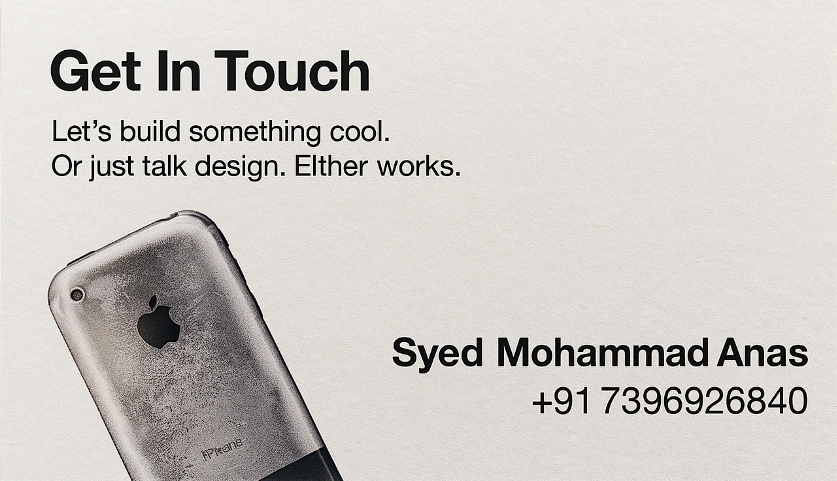 Get In Touch
Let's build something cool.
Or just talk design. Elther works.
Syed Mohammad Anas
+91 7396926840